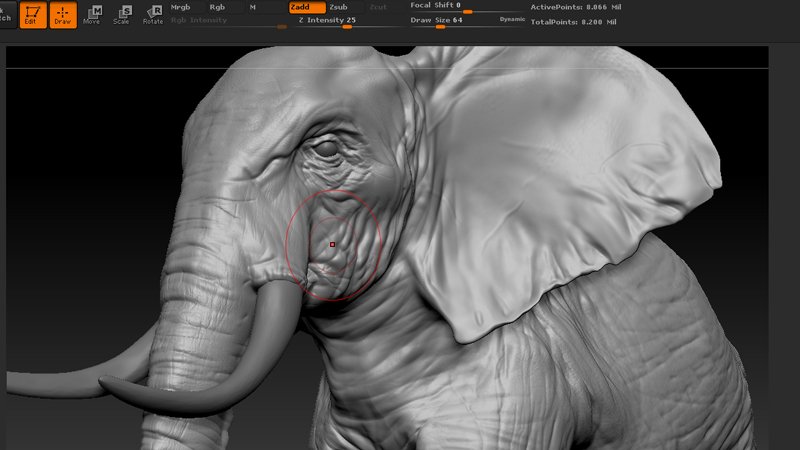 Mrgb Rgb M Zadd Zsub Zcut Focal Shift 0 ActivePoints: 8.066 Mil
tch Edit Draw Move Scale Rotate Rgb Intensity Z Intensity 25 Draw Size 64 Dynamic TotalPoints: 8.200 Mil
M S R